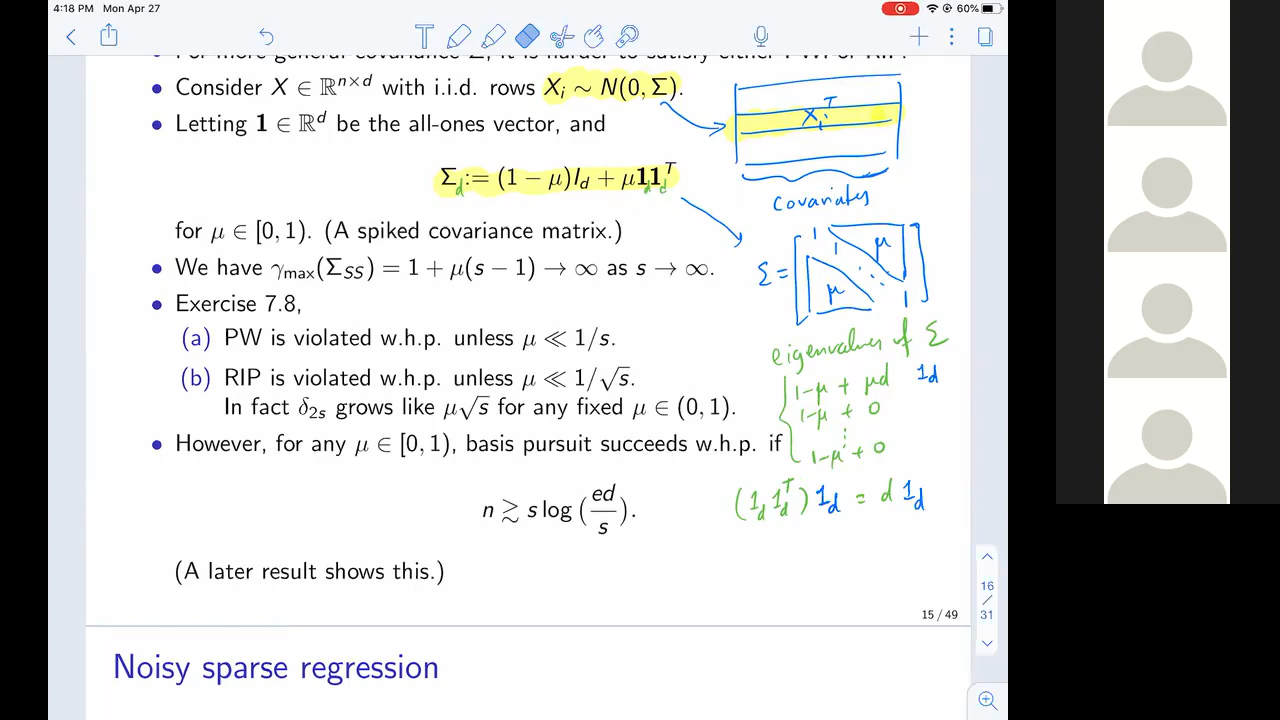 4:18 PM Mon Apr 27
60%
• Consider X ∈ ℝ^{n×d} with i.i.d. rows X_i ∼ N(0, Σ).
• Letting 𝟏 ∈ ℝ^d be the all-ones vector, and
Σ_d := (1 − μ)I_d + μ𝟏_d𝟏_d^T
for μ ∈ [0, 1). (A spiked covariance matrix.)
• We have γ_max(Σ_SS) = 1 + μ(s − 1) → ∞ as s → ∞.
• Exercise 7.8,
(a) PW is violated w.h.p. unless μ ≪ 1/s.
(b) RIP is violated w.h.p. unless μ ≪ 1/√s.
In fact δ_{2s} grows like μ√s for any fixed μ ∈ (0, 1).
• However, for any μ ∈ [0, 1), basis pursuit succeeds w.h.p. if
n ≳ s log(ed/s).
(A later result shows this.)
15 / 49
Noisy sparse regression
X_i^T
covariates
Σ = [ 1 1 ⋱ 1 μ μ ]
eigenvalues of Σ
1-μ + μd 1_d
1-μ + 0
⋮
1-μ + 0
(1_d 1_d^T) 1_d = d 1_d
16
/
31